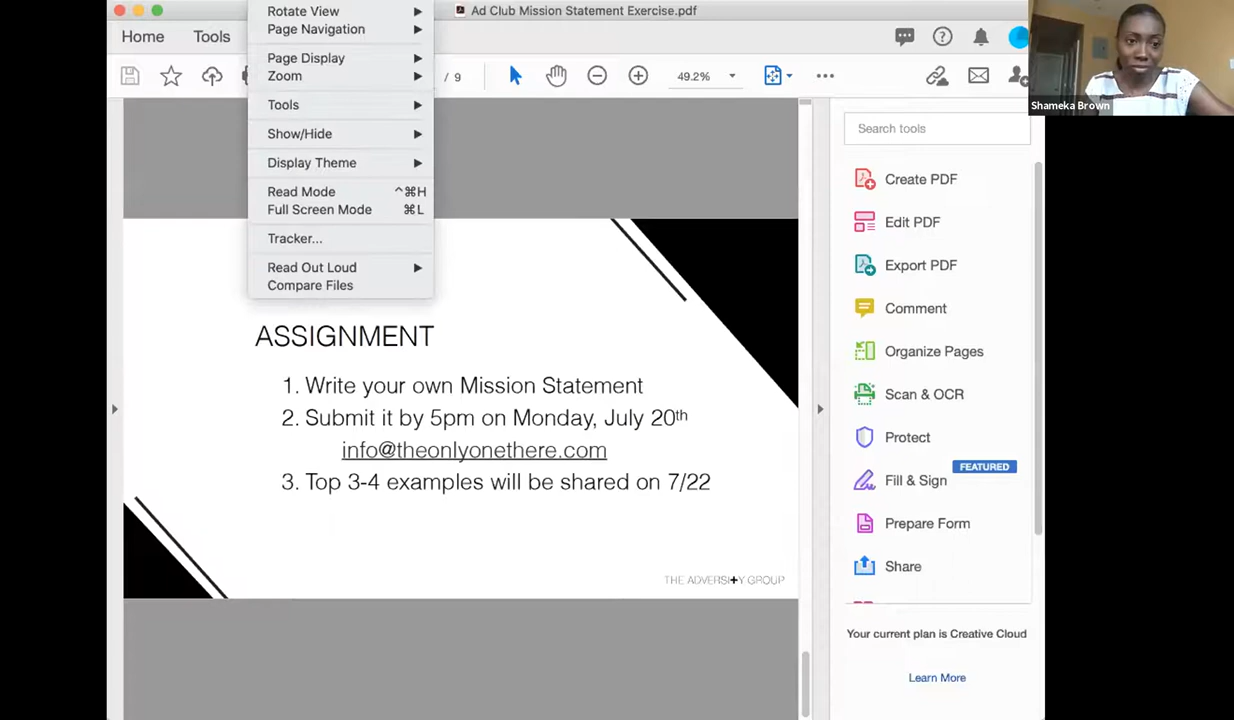 Rotate View
Ad Club Mission Statement Exercise.pdf
Page Navigation
Home
Tools
Page Display
Zoom
/ 9
49.2%
Tools
Show/Hide
Display Theme
Read Mode ^⌘H
Full Screen Mode ⌘L
Tracker...
Read Out Loud
Compare Files
ASSIGNMENT
1. Write your own Mission Statement
2. Submit it by 5pm on Monday, July 20th
info@theonlyonethere.com
3. Top 3-4 examples will be shared on 7/22
THE ADVERSITY GROUP
Shameka Brown
Search tools
Create PDF
Edit PDF
Export PDF
Comment
Organize Pages
Scan & OCR
Protect
FEATURED
Fill & Sign
Prepare Form
Share
Your current plan is Creative Cloud
Learn More